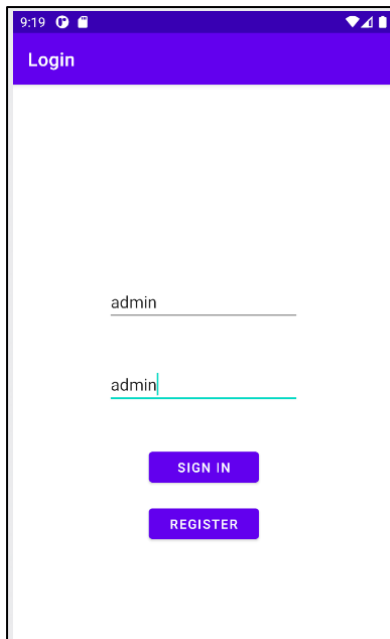 9:19
Login
admin
admin
SIGN IN
REGISTER